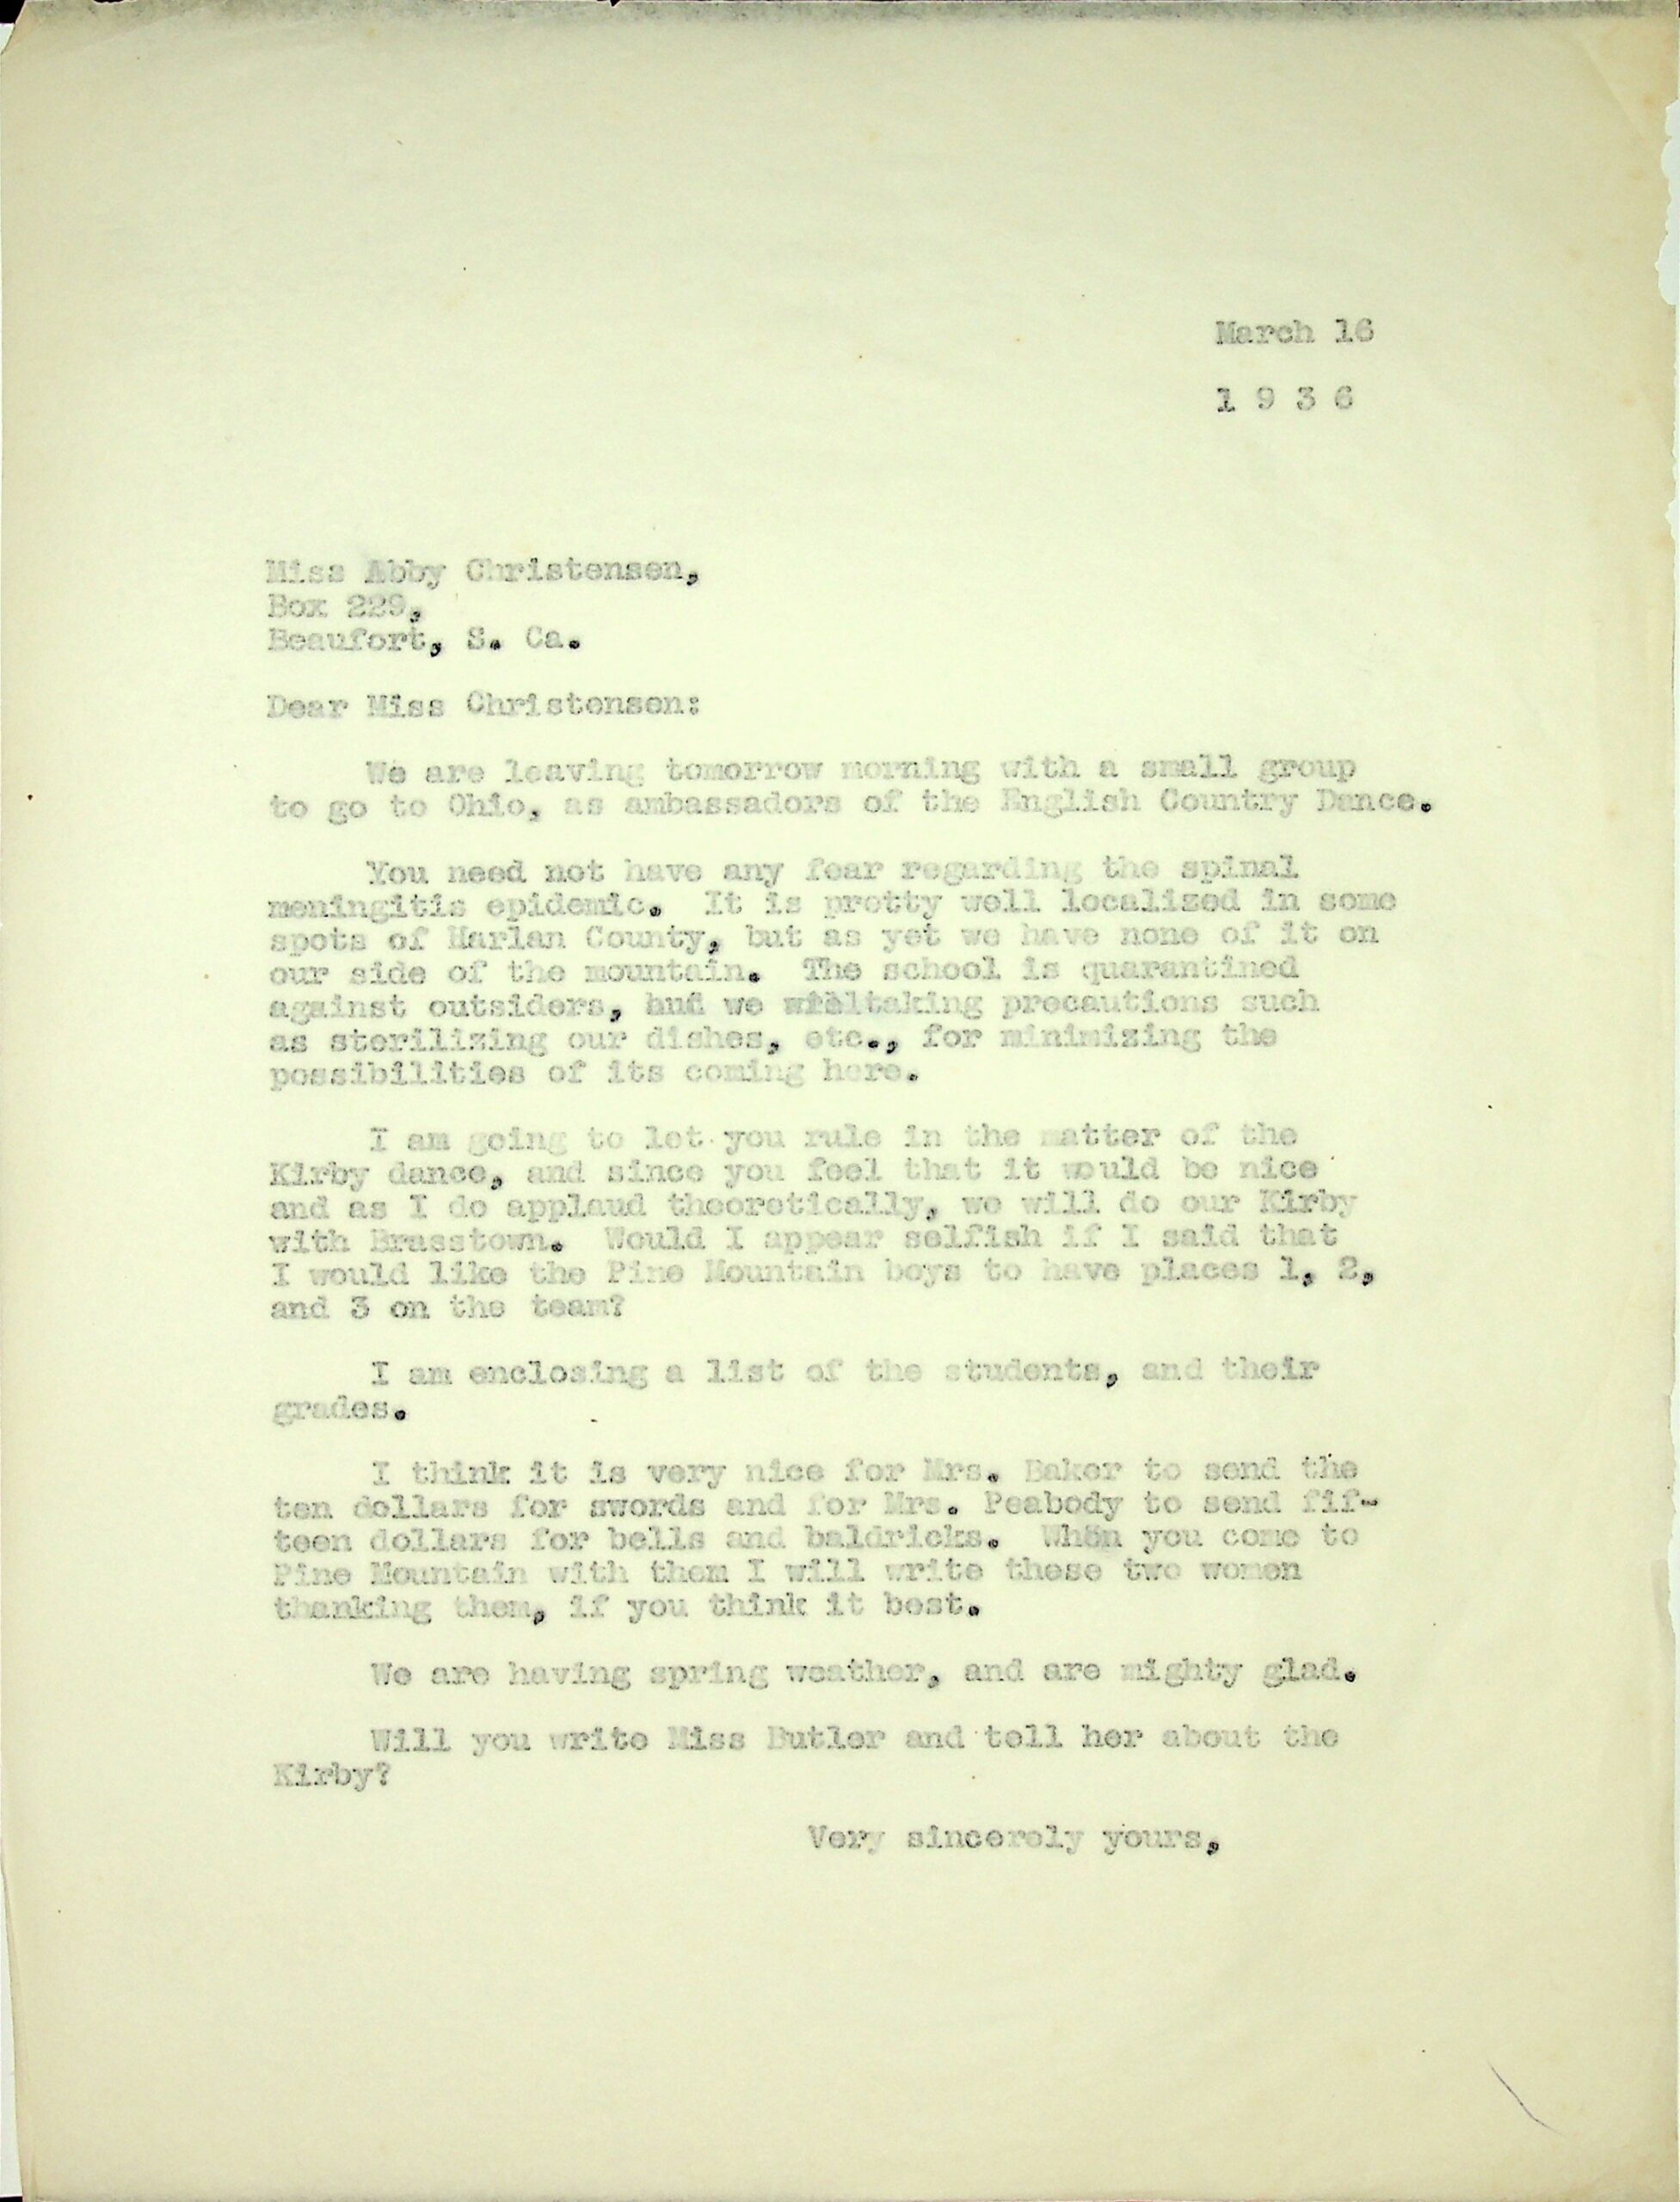 March 16
1 9 3 6
Miss Abby Christensen,
Box 229,
Beaufort, S. Ca.
Dear Miss Christensen:
We are leaving tomorrow morning with a small group
to go to Ohio, as ambassadors of the English Country Dance.
You need not have any fear regarding the spinal
meningitis epidemic. It is pretty well localized in some
spots of Harlan County, but as yet we have none of it on
our side of the mountain. The school is quarantined
against outsiders, and we taking precautions such
as sterilizing our dishes, etc., for minimizing the
possibilities of its coming here.
I am going to let you rule in the matter of the
Kirby dance, and since you feel that it would be nice
and as I do applaud theoretically, we will do our Kirby
with Brasstown. Would I appear selfish if I said that
I would like the Pine Mountain boys to have places 1, 2,
and 3 on the team?
I am enclosing a list of the students, and their
grades.
I think it is very nice for Mrs. Baker to send the
ten dollars for swords and for Mrs. Peabody to send fif-
teen dollars for bells and baldricks. When you come to
Pine Mountain with them I will write these two women
thanking them, if you think it best.
We are having spring weather, and are mighty glad.
Will you write Miss Butler and tell her about the
Kirby?
Very sincerely yours,